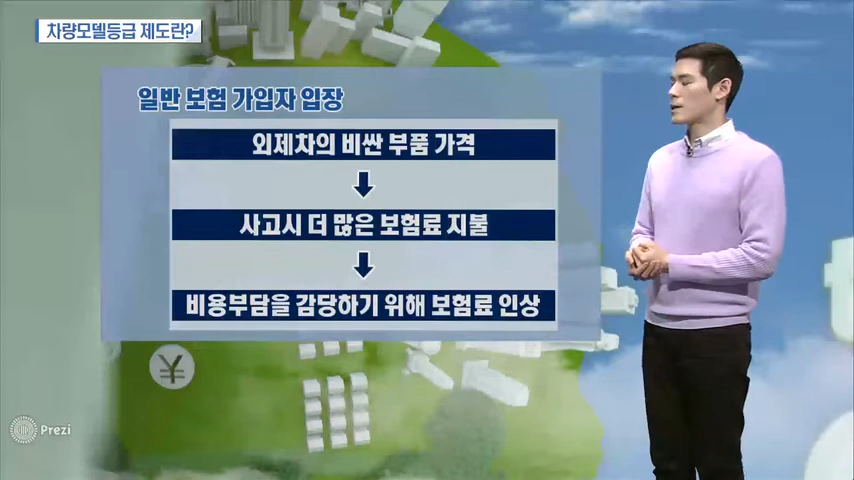 차량모델등급 제도란?
일반 보험 가입자 입장
외제차의 비싼 부품 가격
사고시 더 많은 보험료 지불
비용부담을 감당하기 위해 보험료 인상
¥
Prezi